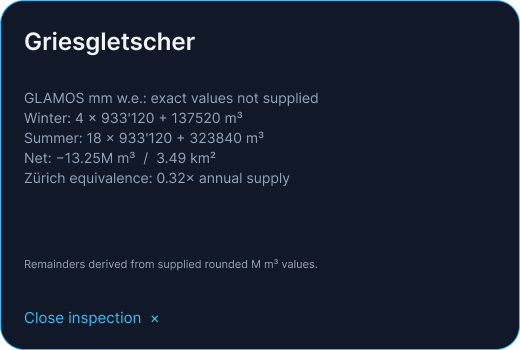 Griesgletscher
GLAMOS mm w.e.: exact values not supplied
Winter: 4 × 933'120 + 137520 m³
Summer: 18 × 933'120 + 323840 m³
Net: −13.25M m³ / 3.49 km²
Zürich equivalence: 0.32× annual supply
Remainders derived from supplied rounded M m³ values.
Close inspection ×